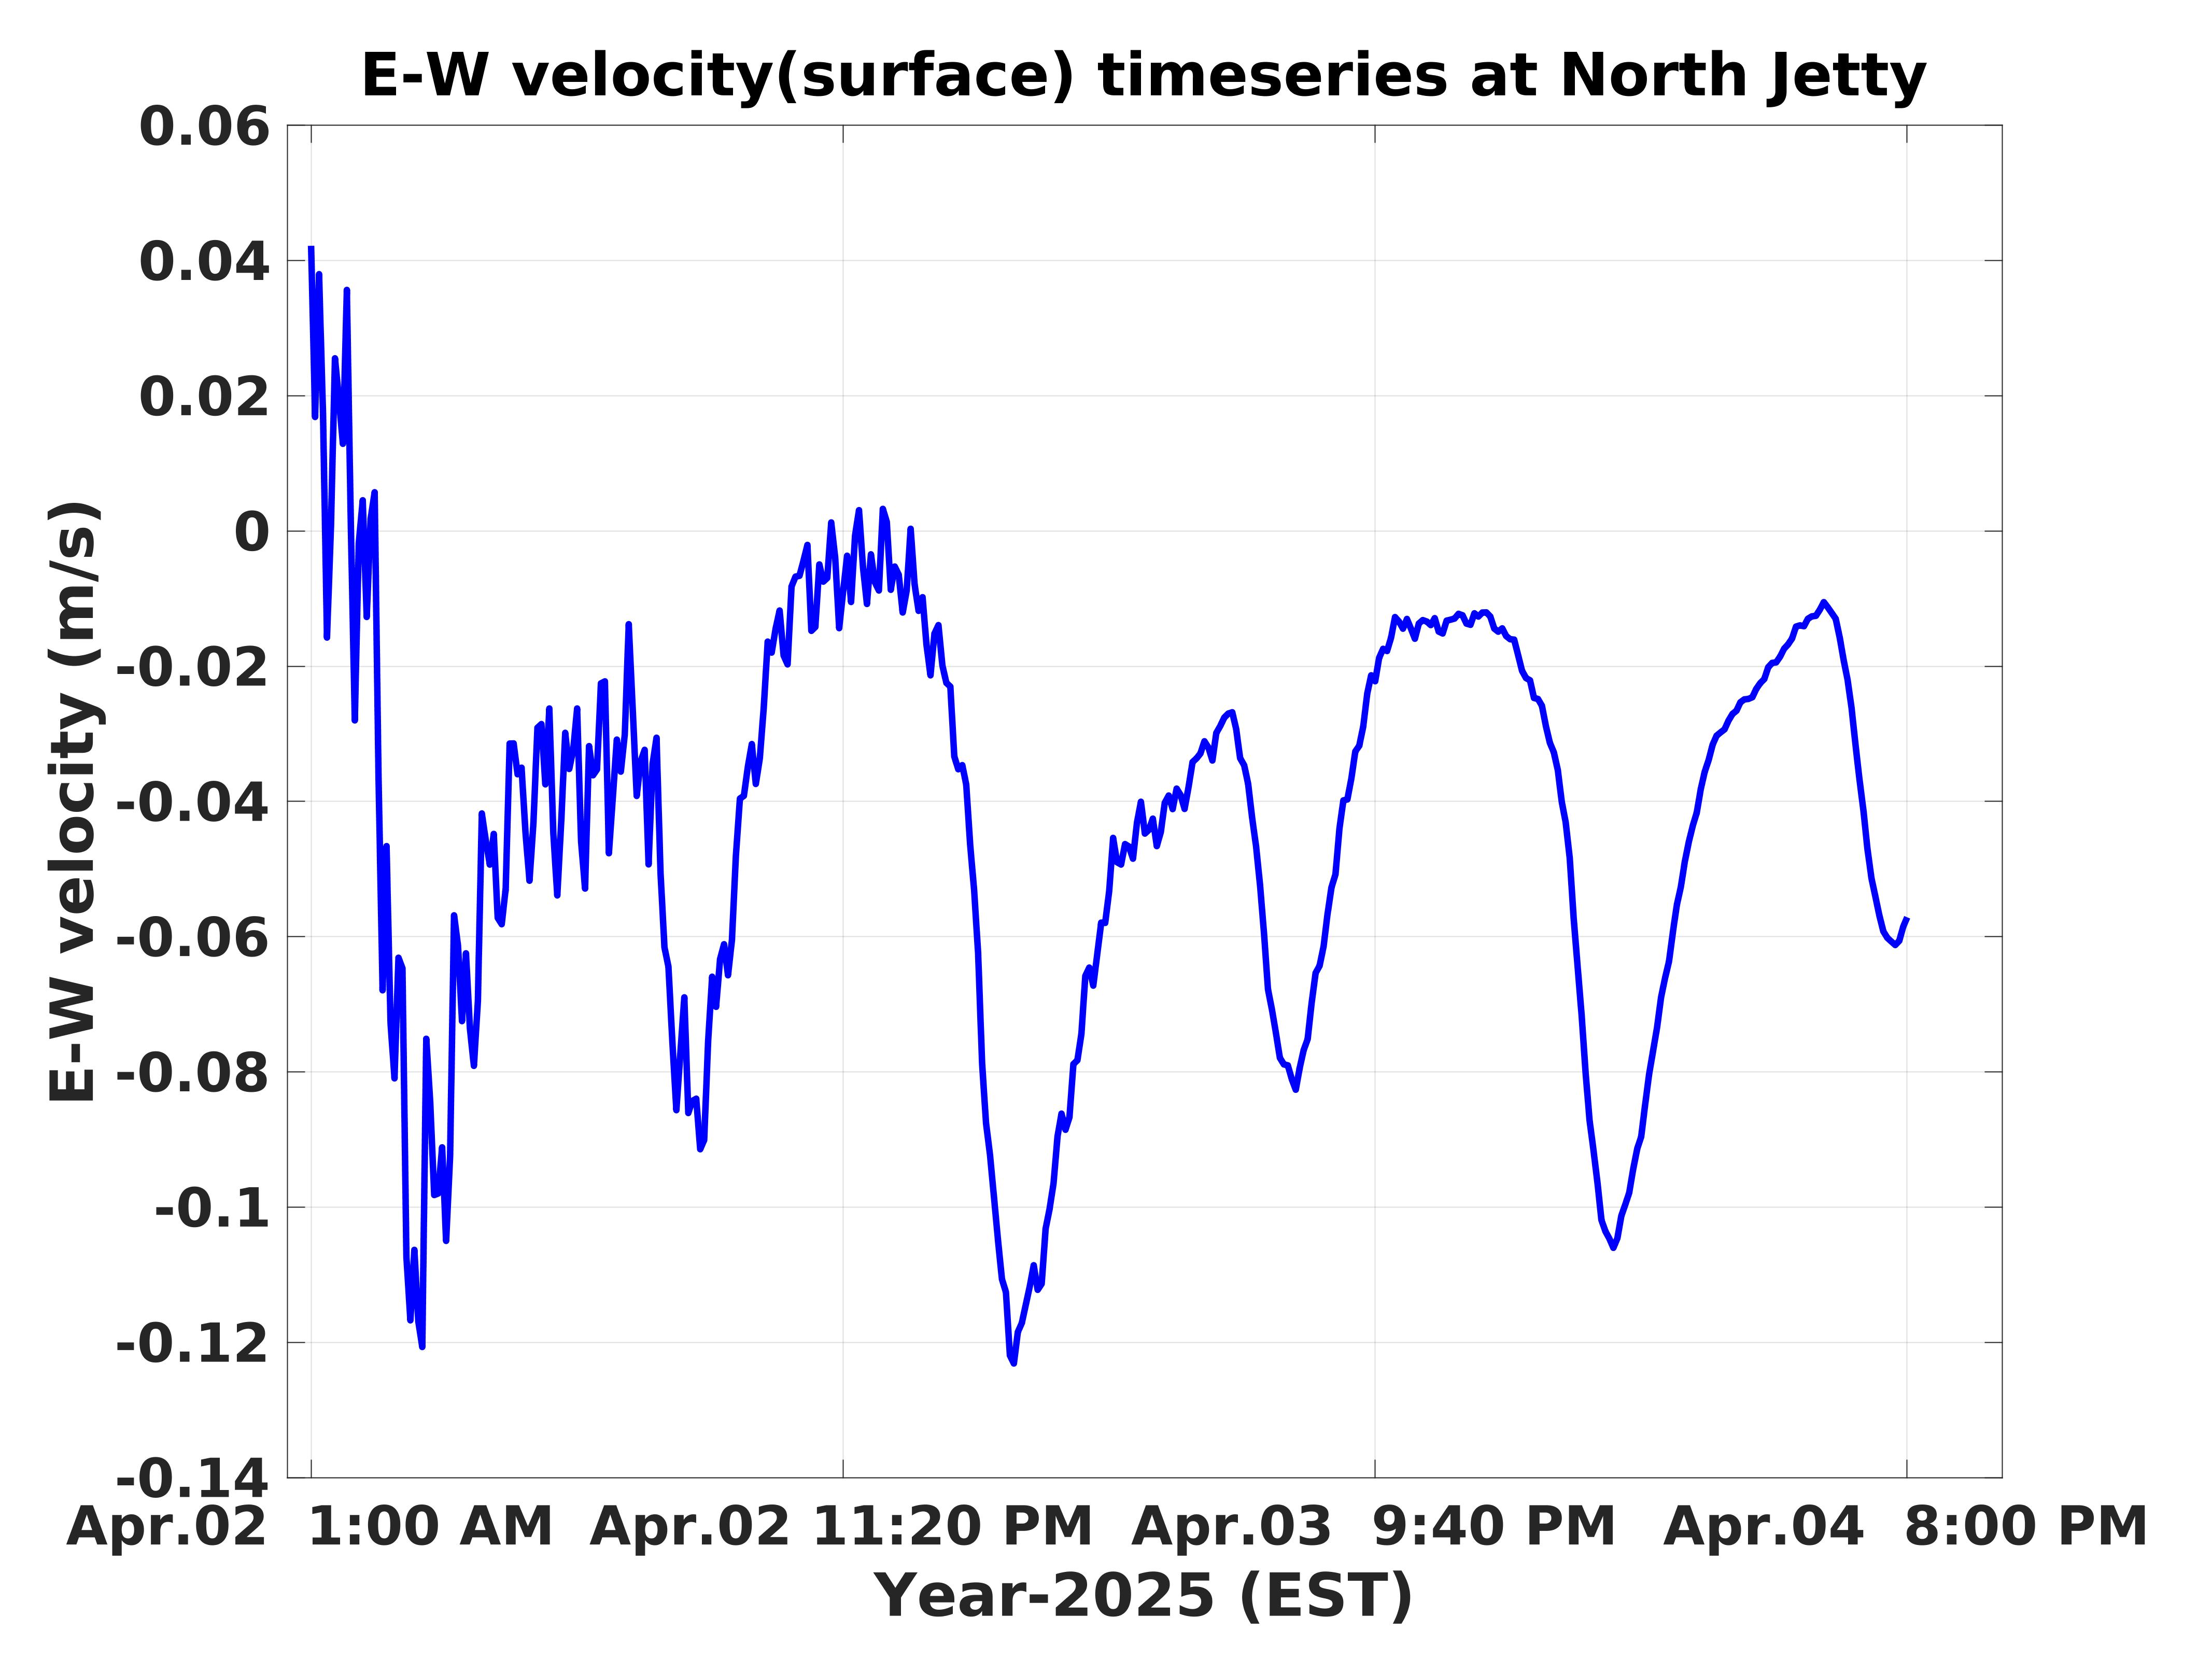 E-W velocity(surface) timeseries at North Jetty
0.06
0.04
0.02
0
-0.02
-0.04
-0.06
-0.08
-0.1
-0.12
-0.14
E-W velocity (m/s)
Apr.02 1:00 AM Apr.02 11:20 PM Apr.03 9:40 PM Apr.04 8:00 PM
Year-2025 (EST)